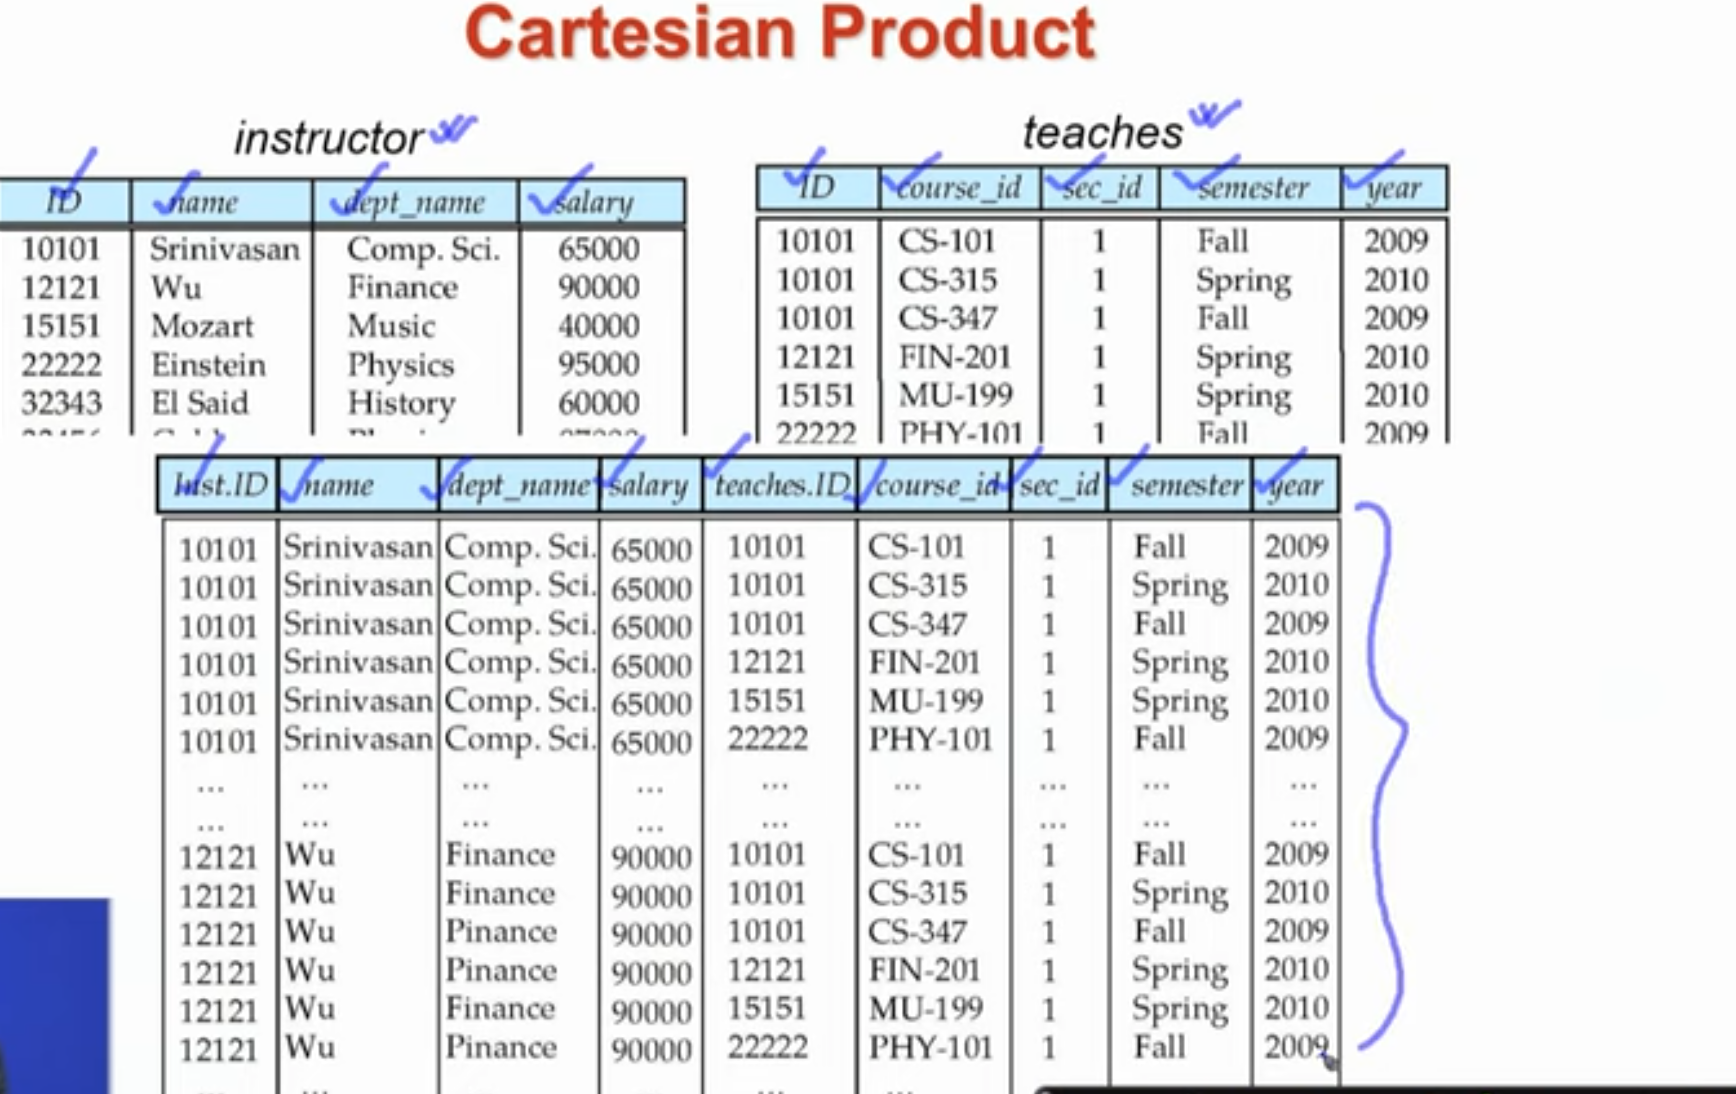 Cartesian Product
instructor
ID name dept_name salary
10101 Srinivasan Comp. Sci. 65000
12121 Wu Finance 90000
15151 Mozart Music 40000
22222 Einstein Physics 95000
32343 El Said History 60000
teaches
ID course_id sec_id semester year
10101 CS-101 1 Fall 2009
10101 CS-315 1 Spring 2010
10101 CS-347 1 Fall 2009
12121 FIN-201 1 Spring 2010
15151 MU-199 1 Spring 2010
22222 PHY-101 1 Fall 2009
Inst.ID name dept_name salary teaches.ID course_id sec_id semester year
10101 Srinivasan Comp. Sci. 65000 10101 CS-101 1 Fall 2009
10101 Srinivasan Comp. Sci. 65000 10101 CS-315 1 Spring 2010
10101 Srinivasan Comp. Sci. 65000 10101 CS-347 1 Fall 2009
10101 Srinivasan Comp. Sci. 65000 12121 FIN-201 1 Spring 2010
10101 Srinivasan Comp. Sci. 65000 15151 MU-199 1 Spring 2010
10101 Srinivasan Comp. Sci. 65000 22222 PHY-101 1 Fall 2009
... ... ... ... ... ... ... ... ...
... ... ... ... ... ... ... ... ...
12121 Wu Finance 90000 10101 CS-101 1 Fall 2009
12121 Wu Finance 90000 10101 CS-315 1 Spring 2010
12121 Wu Pinance 90000 10101 CS-347 1 Fall 2009
12121 Wu Pinance 90000 12121 FIN-201 1 Spring 2010
12121 Wu Finance 90000 15151 MU-199 1 Spring 2010
12121 Wu Pinance 90000 22222 PHY-101 1 Fall 2009